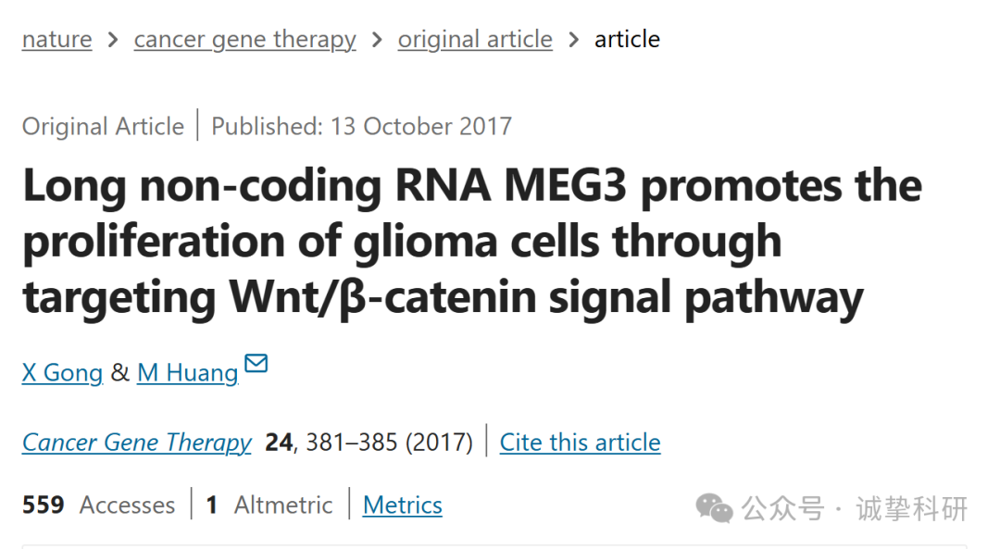 nature > cancer gene therapy > original article > article
Original Article | Published: 13 October 2017
Long non-coding RNA MEG3 promotes the
proliferation of glioma cells through
targeting Wnt/β-catenin signal pathway
X Gong & M Huang
Cancer Gene Therapy 24, 381–385 (2017) | Cite this article
559 Accesses | 1 Altmetric | Metrics
公众号 · 诚挚科研